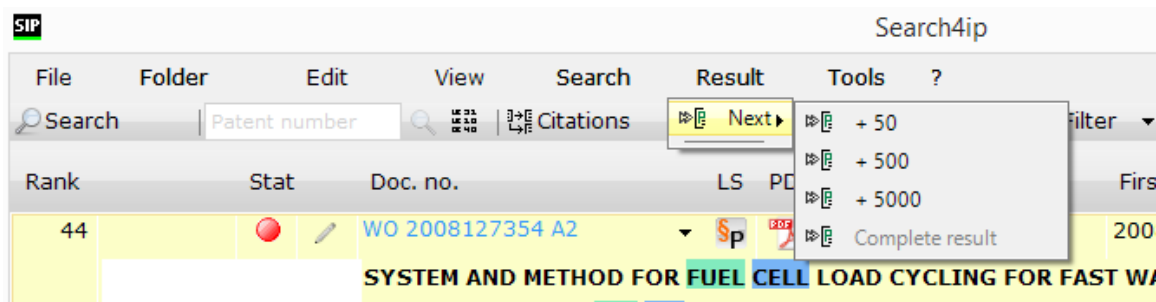 SIP
Search4ip
File Folder Edit View Search Result Tools ?
Search Patent number Citations Next + 50 Filter
+ 500
Rank Stat Doc. no. LS PD Firs
+ 5000
44 WO 2008127354 A2 §p PDF Complete result 200
SYSTEM AND METHOD FOR FUEL CELL LOAD CYCLING FOR FAST WA